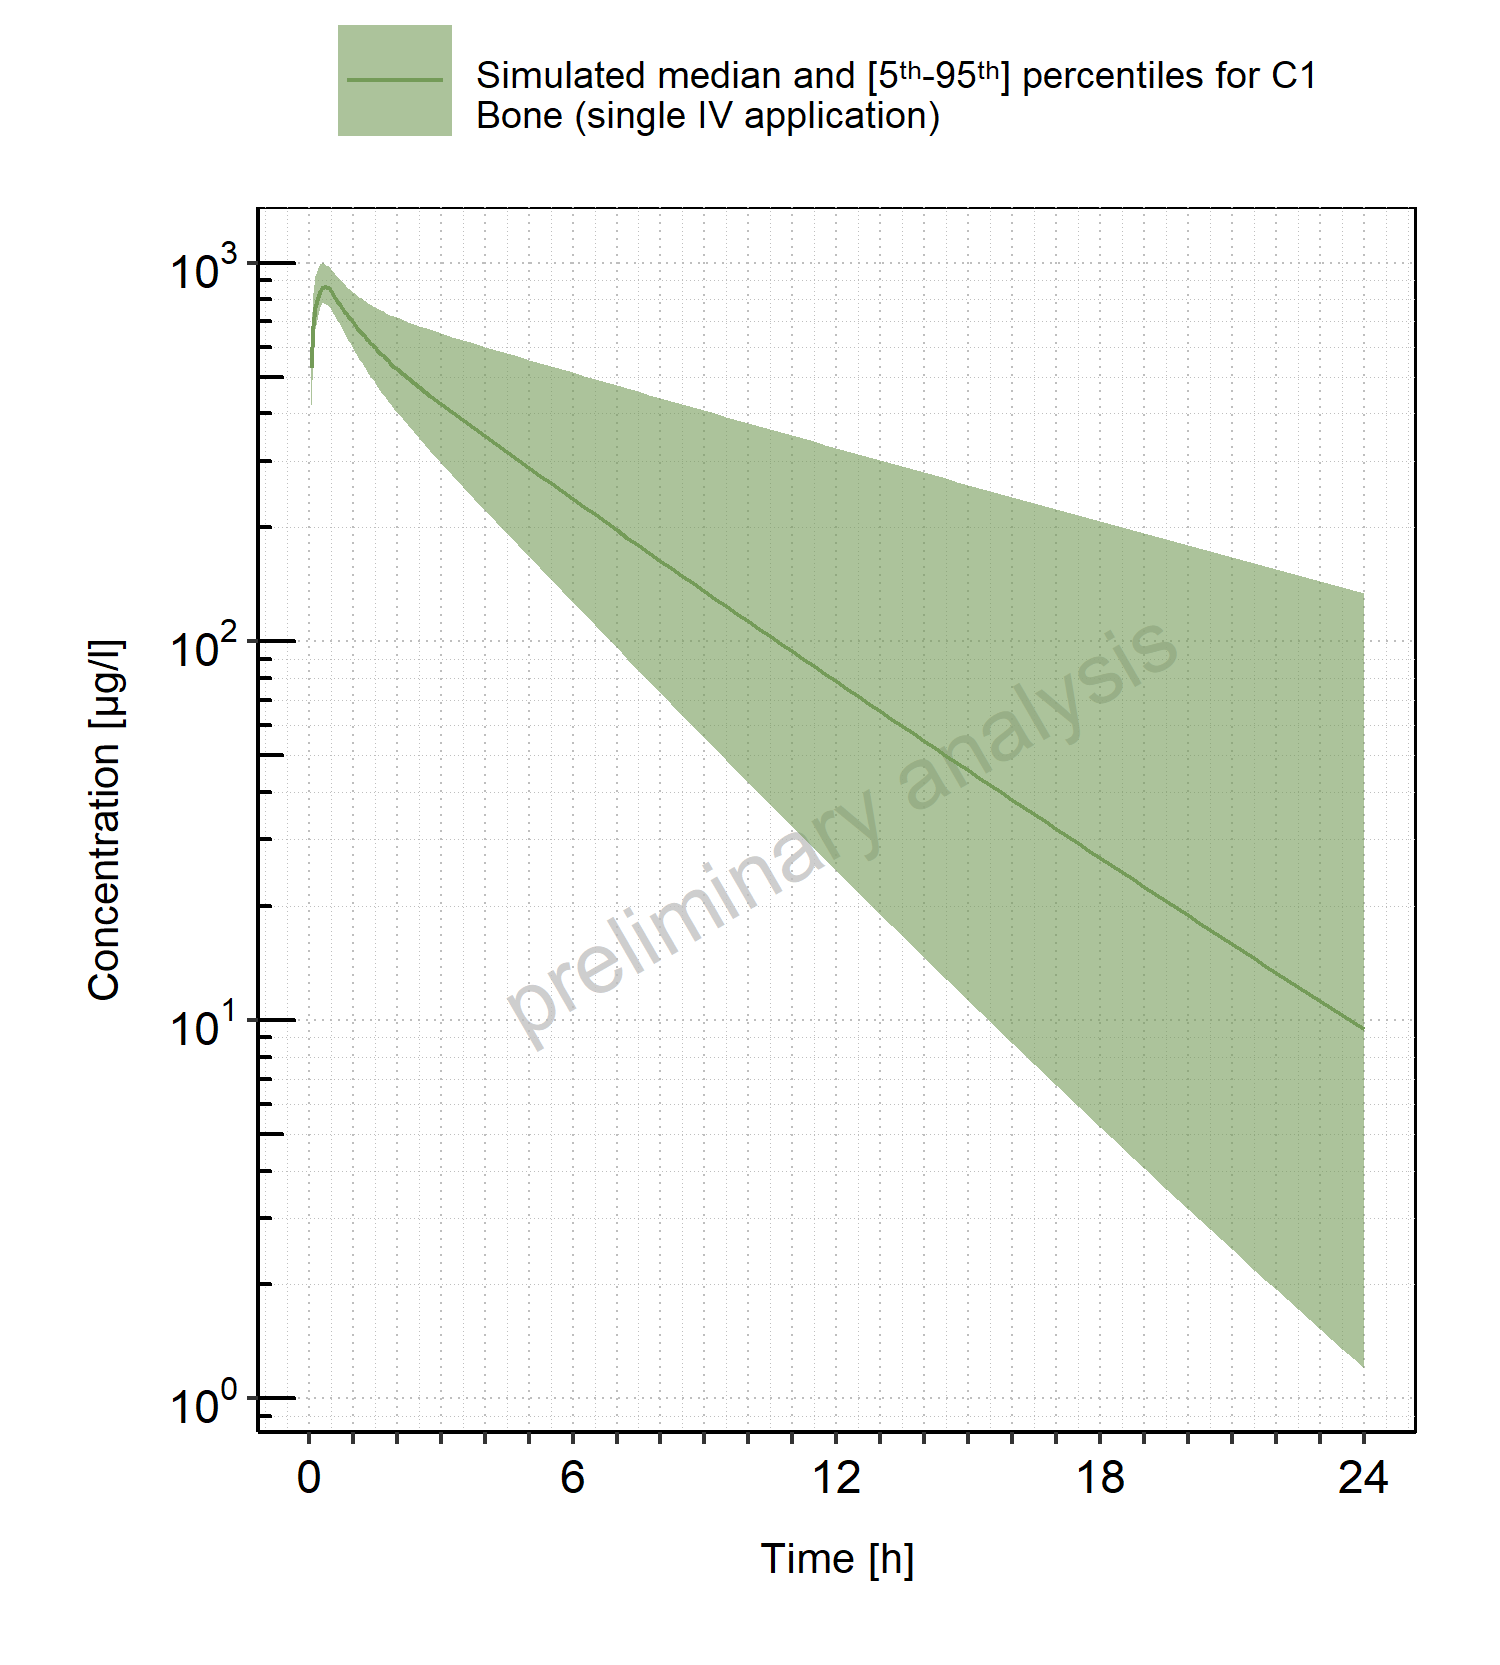 Simulated median and [5th-95th] percentiles for C1
Bone (single IV application)
10³
10²
10¹
10⁰
Concentration [µg/l]
preliminary analysis
0 6 12 18 24
Time [h]